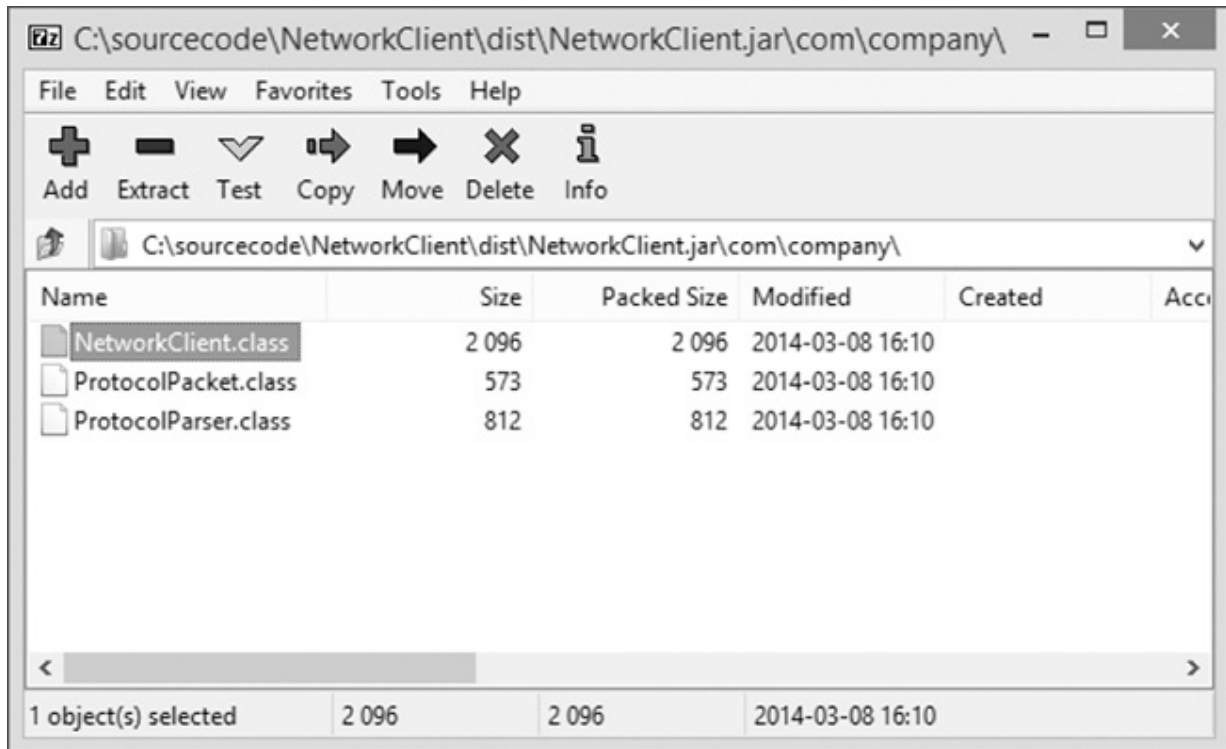 7z C:\sourcecode\NetworkClient\dist\NetworkClient.jar\com\company\
File Edit View Favorites Tools Help
Add Extract Test Copy Move Delete Info
C:\sourcecode\NetworkClient\dist\NetworkClient.jar\com\company\
Name Size Packed Size Modified Created Acc
NetworkClient.class 2 096 2 096 2014-03-08 16:10
ProtocolPacket.class 573 573 2014-03-08 16:10
ProtocolParser.class 812 812 2014-03-08 16:10
1 object(s) selected 2 096 2 096 2014-03-08 16:10